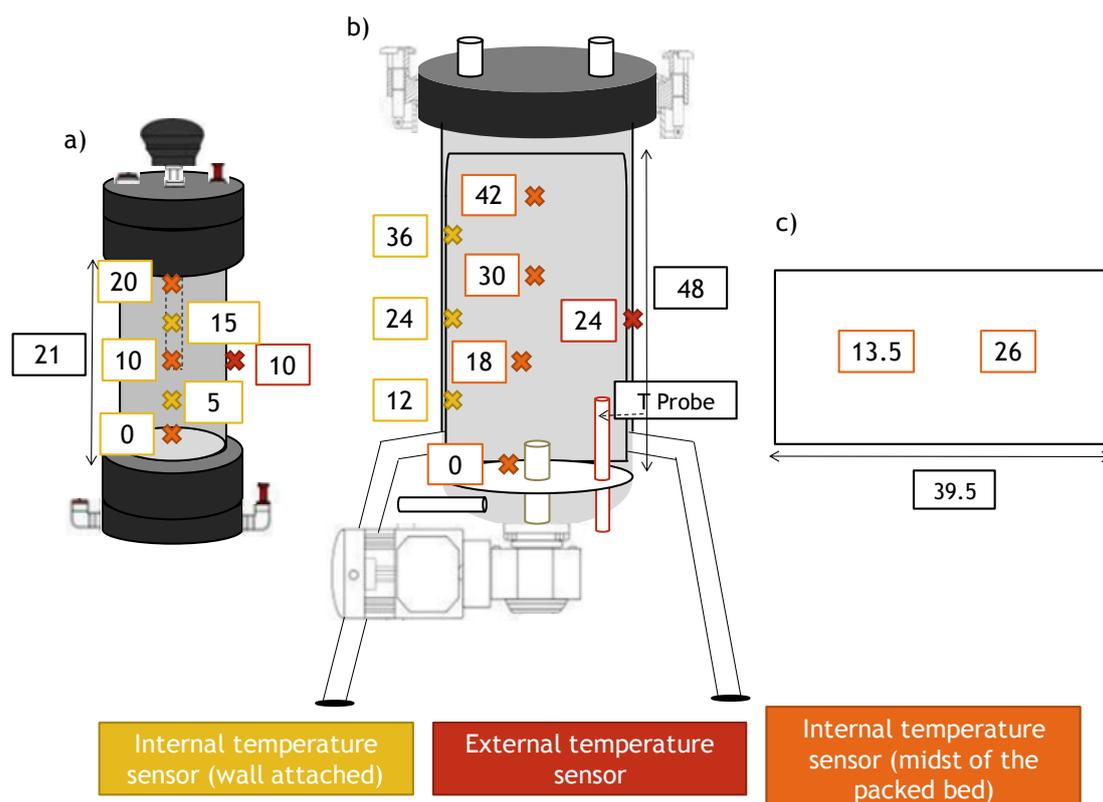 a)
20
15
21
10
10
5
0
b)
42
36
30
48
24
24
18
12
T Probe
0
c)
13.5
26
39.5
Internal temperature
sensor (wall attached)
External temperature
sensor
Internal temperature
sensor (midst of the
packed bed)